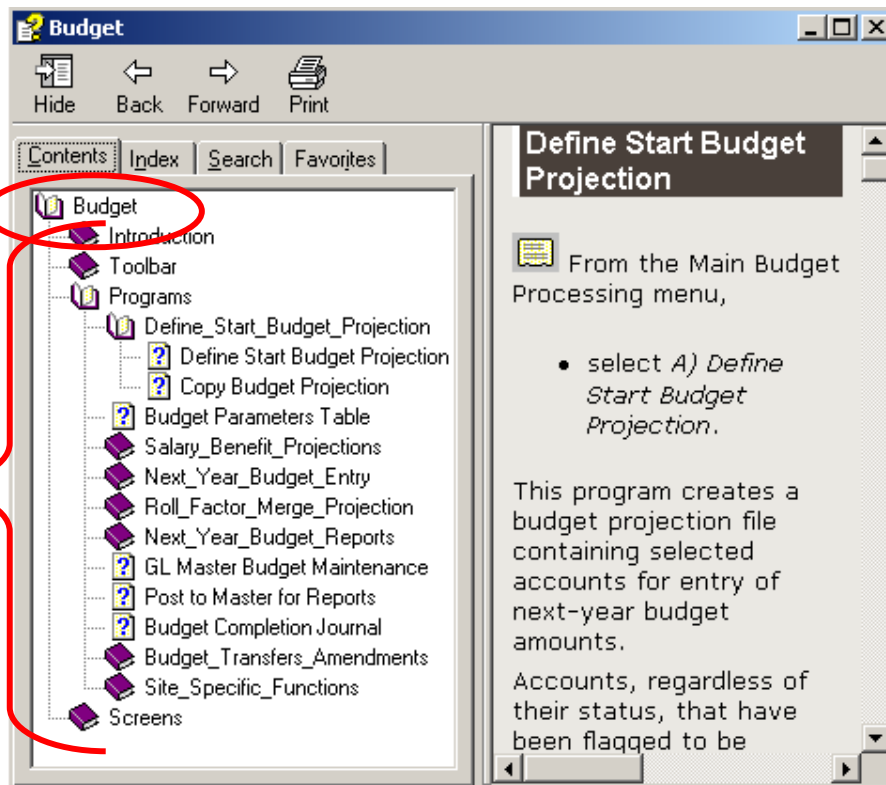 Budget
Hide Back Forward Print
Contents Index Search Favorites
Budget
Introduction
Toolbar
Programs
Define_Start_Budget_Projection
Define Start Budget Projection
Copy Budget Projection
Budget Parameters Table
Salary_Benefit_Projections
Next_Year_Budget_Entry
Roll_Factor_Merge_Projection
Next_Year_Budget_Reports
GL Master Budget Maintenance
Post to Master for Reports
Budget Completion Journal
Budget_Transfers_Amendments
Site_Specific_Functions
Screens
Define Start Budget
Projection
From the Main Budget
Processing menu,
• select A) Define
Start Budget
Projection.
This program creates a
budget projection file
containing selected
accounts for entry of
next-year budget
amounts.
Accounts, regardless of
their status, that have
been flagged to be